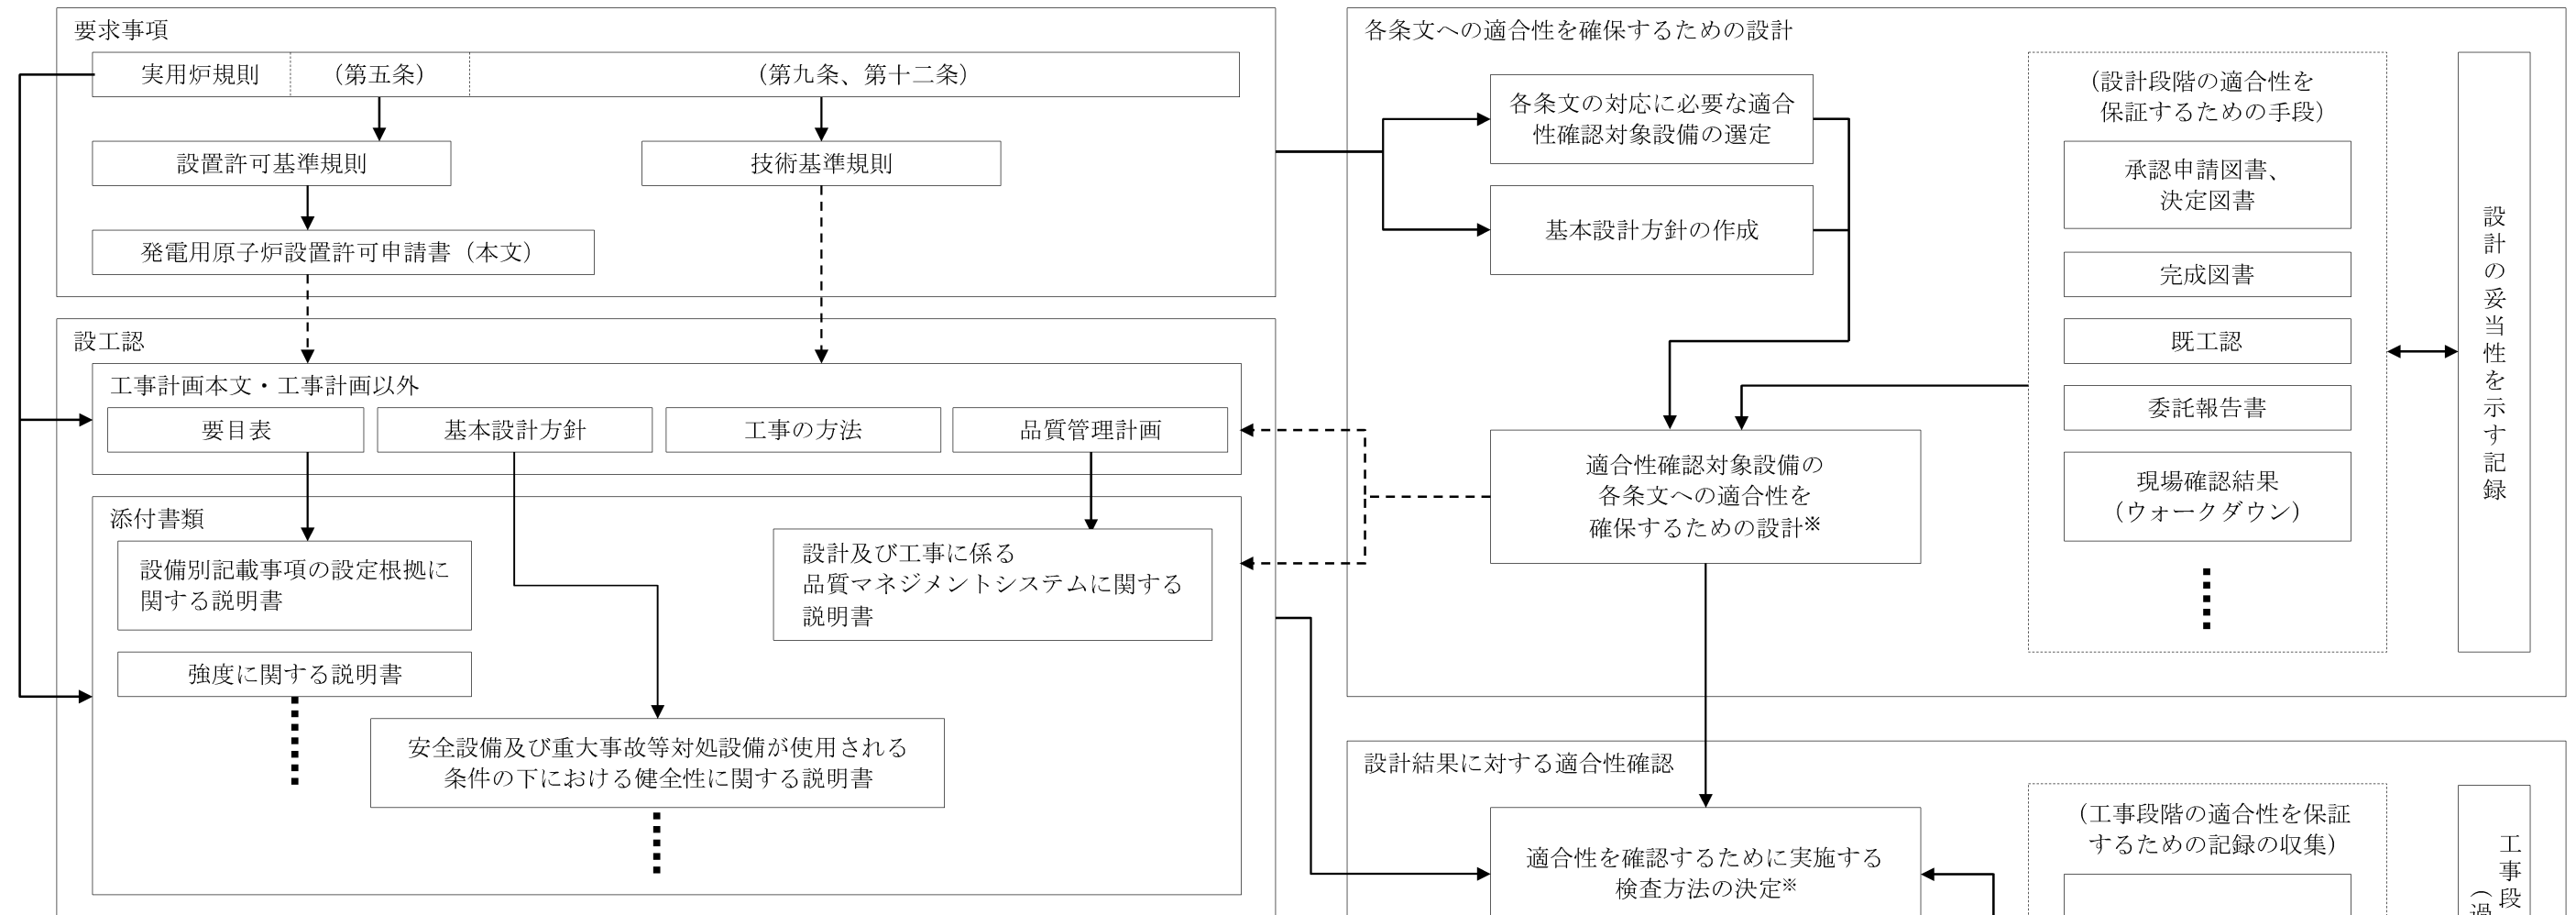 要求事項
実用炉規則
（第五条）
（第九条、第十二条）
設置許可基準規則
技術基準規則
発電用原子炉設置許可申請書（本文）
設工認
工事計画本文・工事計画以外
要目表
基本設計方針
工事の方法
品質管理計画
添付書類
設備別記載事項の設定根拠に
関する説明書
設計及び工事に係る
品質マネジメントシステムに関する
説明書
強度に関する説明書
安全設備及び重大事故等対処設備が使用される
条件の下における健全性に関する説明書
各条文への適合性を確保するための設計
各条文の対応に必要な適合
性確認対象設備の選定
基本設計方針の作成
適合性確認対象設備の
各条文への適合性を
確保するための設計※
（設計段階の適合性を
保証するための手段）
承認申請図書、
決定図書
完成図書
既工認
委託報告書
現場確認結果
（ウォークダウン）
設計の妥当性を示す記録
設計結果に対する適合性確認
適合性を確認するために実施する
検査方法の決定※
（工事段階の適合性を保証
するための記録の収集）
工事段
（過